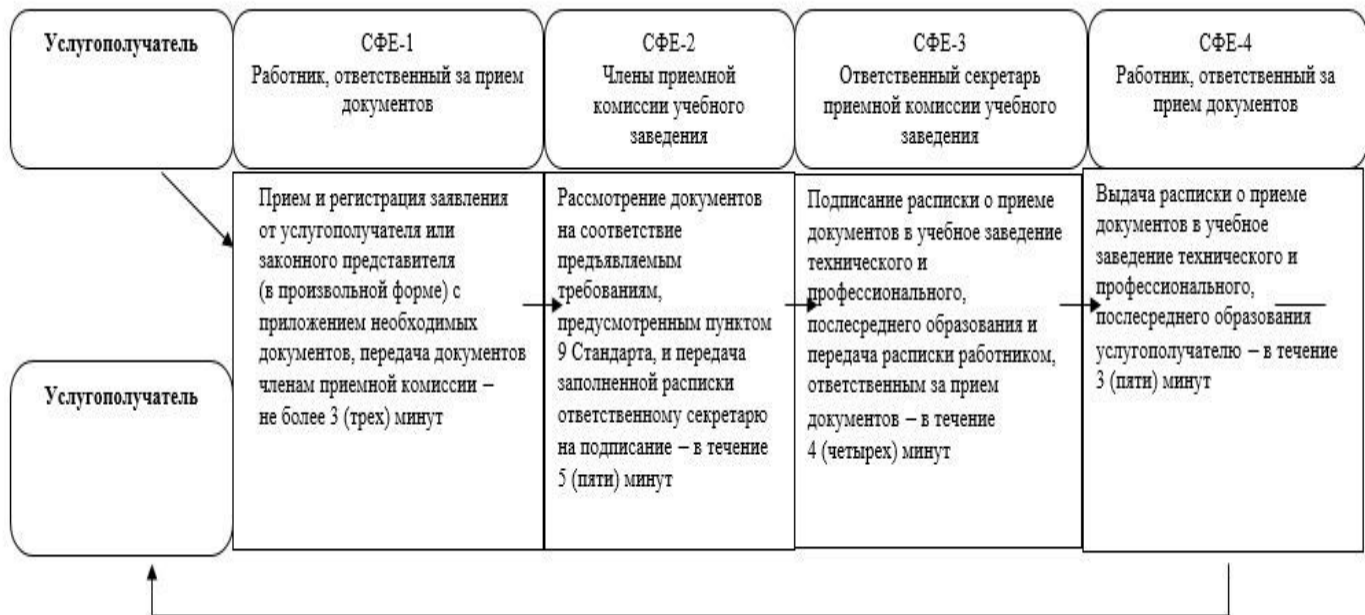 Услугополучатель
СФЕ-1
Работник, ответственный за прием
документов
СФЕ-2
Члены приемной
комиссии учебного
заведения
СФЕ-3
Ответственный секретарь
приемной комиссии учебного
заведения
СФЕ-4
Работник, ответственный за
прием документов
Прием и регистрация заявления
от услугополучателя или
законного представителя
(в произвольной форме) с
приложением необходимых
документов, передача документов
членам приемной комиссии –
не более 3 (трех) минут
Рассмотрение документов
на соответствие
предъявляемым
требованиям,
предусмотренным пунктом
9 Стандарта, и передача
заполненной расписки
ответственному секретарю
на подписание – в течение
5 (пяти) минут
Подписание расписки о приеме
документов в учебное заведение
технического и
профессионального,
послесреднего образования и
передача расписки работником,
ответственным за прием
документов – в течение
4 (четырех) минут
Выдача расписки о приеме
документов в учебное
заведение технического и
профессионального,
послесреднего образования
услугополучателю – в течение
3 (пяти) минут
Услугополучатель